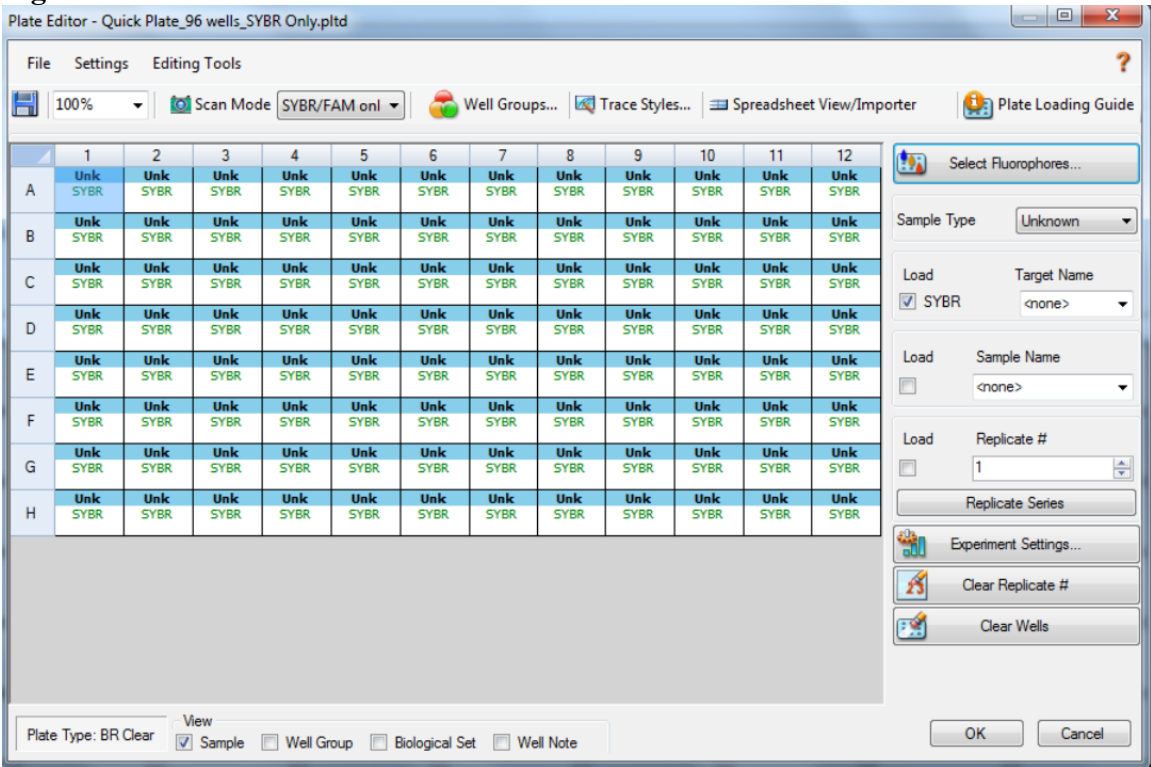 Plate Editor - Quick Plate_96 wells_SYBR Only.pltd
File Settings Editing Tools ?
100% Scan Mode SYBR/FAM onl Well Groups... Trace Styles... Spreadsheet View/Importer Plate Loading Guide
1 2 3 4 5 6 7 8 9 10 11 12
Unk Unk Unk Unk Unk Unk Unk Unk Unk Unk Unk Unk
A SYBR SYBR SYBR SYBR SYBR SYBR SYBR SYBR SYBR SYBR SYBR SYBR
Unk Unk Unk Unk Unk Unk Unk Unk Unk Unk Unk Unk
B SYBR SYBR SYBR SYBR SYBR SYBR SYBR SYBR SYBR SYBR SYBR SYBR
Unk Unk Unk Unk Unk Unk Unk Unk Unk Unk Unk Unk
C SYBR SYBR SYBR SYBR SYBR SYBR SYBR SYBR SYBR SYBR SYBR SYBR
Unk Unk Unk Unk Unk Unk Unk Unk Unk Unk Unk Unk
D SYBR SYBR SYBR SYBR SYBR SYBR SYBR SYBR SYBR SYBR SYBR SYBR
Unk Unk Unk Unk Unk Unk Unk Unk Unk Unk Unk Unk
E SYBR SYBR SYBR SYBR SYBR SYBR SYBR SYBR SYBR SYBR SYBR SYBR
Unk Unk Unk Unk Unk Unk Unk Unk Unk Unk Unk Unk
F SYBR SYBR SYBR SYBR SYBR SYBR SYBR SYBR SYBR SYBR SYBR SYBR
Unk Unk Unk Unk Unk Unk Unk Unk Unk Unk Unk Unk
G SYBR SYBR SYBR SYBR SYBR SYBR SYBR SYBR SYBR SYBR SYBR SYBR
Unk Unk Unk Unk Unk Unk Unk Unk Unk Unk Unk Unk
H SYBR SYBR SYBR SYBR SYBR SYBR SYBR SYBR SYBR SYBR SYBR SYBR
Select Fluorophores...
Sample Type Unknown
Load Target Name
SYBR <none>
Load Sample Name
<none>
Load Replicate #
1
Replicate Series
Experiment Settings...
Clear Replicate #
Clear Wells
Plate Type: BR Clear
View
Sample Well Group Biological Set Well Note
OK Cancel